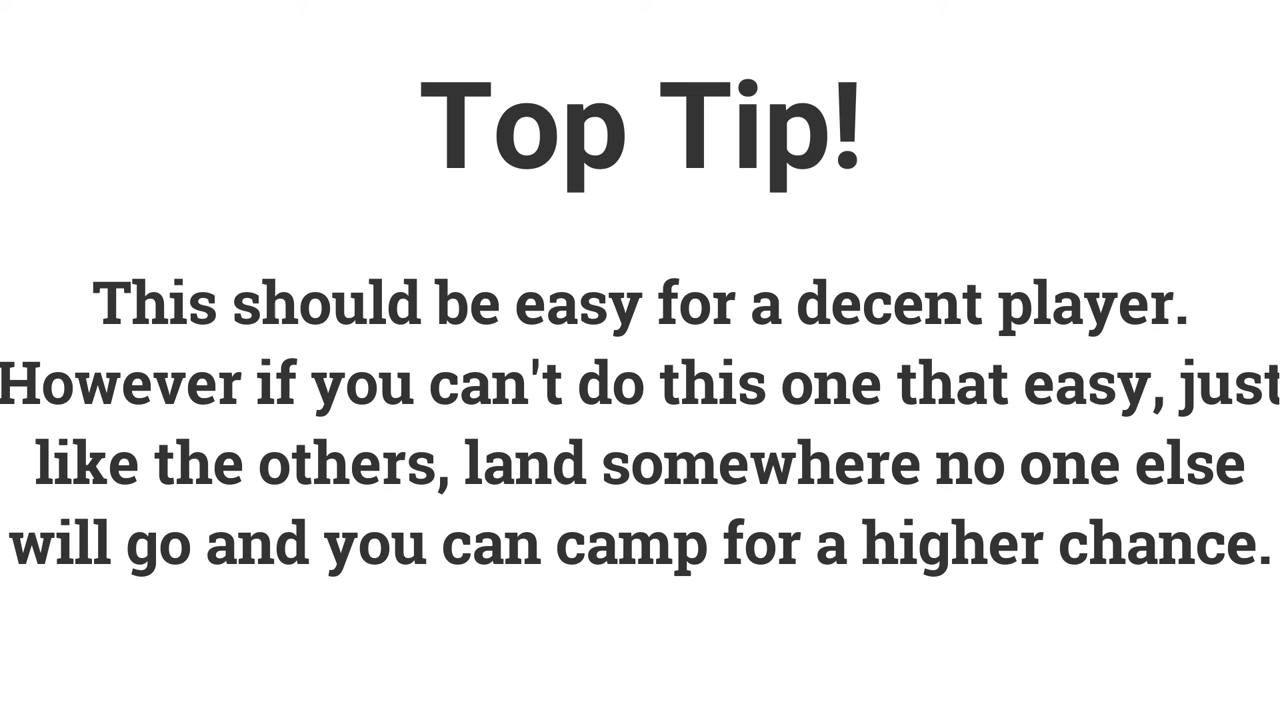 Top Tip!
This should be easy for a decent player.
However if you can't do this one that easy, just
like the others, land somewhere no one else
will go and you can camp for a higher chance.